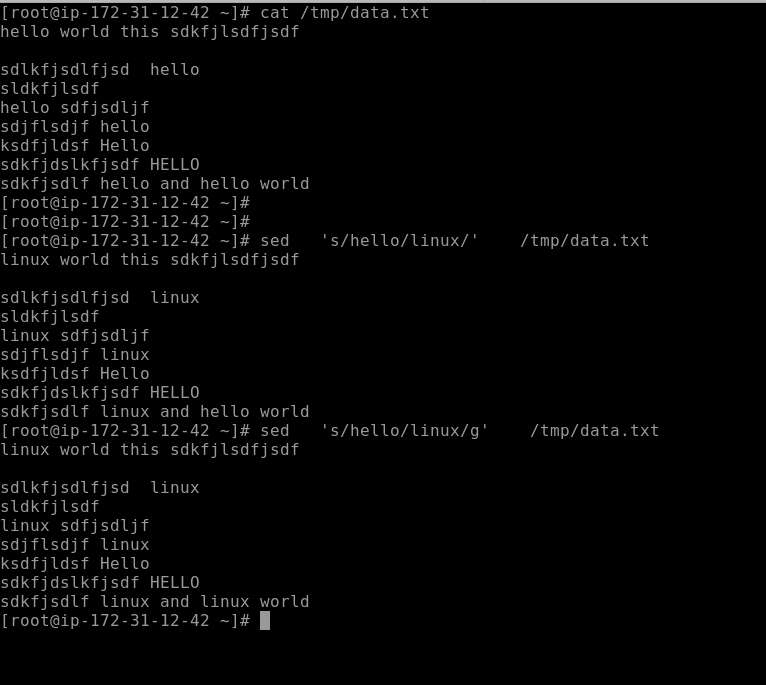 [root@ip-172-31-12-42 ~]# cat /tmp/data.txt
hello world this sdkfjlsdfjsdf

sdlkfjsdlfjsd  hello
sldkfjlsdf
hello sdfjsdljf
sdjflsdjf hello
ksdfjldsf Hello
sdkfjdslkfjsdf HELLO
sdkfjsdlf hello and hello world
[root@ip-172-31-12-42 ~]#
[root@ip-172-31-12-42 ~]#
[root@ip-172-31-12-42 ~]# sed   's/hello/linux/'    /tmp/data.txt
linux world this sdkfjlsdfjsdf

sdlkfjsdlfjsd  linux
sldkfjlsdf
linux sdfjsdljf
sdjflsdjf linux
ksdfjldsf Hello
sdkfjdslkfjsdf HELLO
sdkfjsdlf linux and hello world
[root@ip-172-31-12-42 ~]# sed   's/hello/linux/g'    /tmp/data.txt
linux world this sdkfjlsdfjsdf

sdlkfjsdlfjsd  linux
sldkfjlsdf
linux sdfjsdljf
sdjflsdjf linux
ksdfjldsf Hello
sdkfjdslkfjsdf HELLO
sdkfjsdlf linux and linux world
[root@ip-172-31-12-42 ~]#